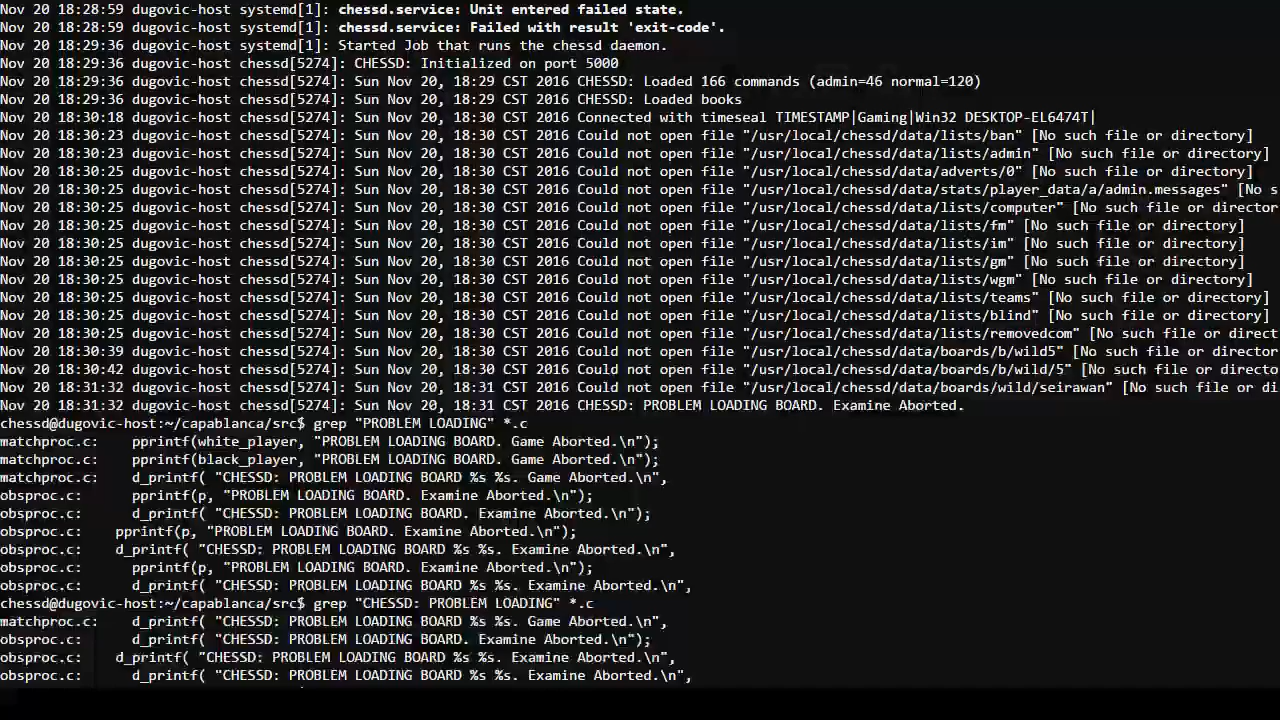 Nov 20 18:28:59 dugovic-host systemd[1]: chessd.service: Unit entered failed state.
Nov 20 18:28:59 dugovic-host systemd[1]: chessd.service: Failed with result 'exit-code'.
Nov 20 18:29:36 dugovic-host systemd[1]: Started Job that runs the chessd daemon.
Nov 20 18:29:36 dugovic-host chessd[5274]: CHESSD: Initialized on port 5000
Nov 20 18:29:36 dugovic-host chessd[5274]: Sun Nov 20, 18:29 CST 2016 CHESSD: Loaded 166 commands (admin=46 normal=120)
Nov 20 18:29:36 dugovic-host chessd[5274]: Sun Nov 20, 18:29 CST 2016 CHESSD: Loaded books
Nov 20 18:30:18 dugovic-host chessd[5274]: Sun Nov 20, 18:30 CST 2016 Connected with timeseal TIMESTAMP|Gaming|Win32 DESKTOP-EL6474T|
Nov 20 18:30:23 dugovic-host chessd[5274]: Sun Nov 20, 18:30 CST 2016 Could not open file "/usr/local/chessd/data/lists/ban" [No such file or directory]
Nov 20 18:30:23 dugovic-host chessd[5274]: Sun Nov 20, 18:30 CST 2016 Could not open file "/usr/local/chessd/data/lists/admin" [No such file or directory]
Nov 20 18:30:25 dugovic-host chessd[5274]: Sun Nov 20, 18:30 CST 2016 Could not open file "/usr/local/chessd/data/adverts/0" [No such file or directory]
Nov 20 18:30:25 dugovic-host chessd[5274]: Sun Nov 20, 18:30 CST 2016 Could not open file "/usr/local/chessd/data/stats/player_data/a/admin.messages" [No s
Nov 20 18:30:25 dugovic-host chessd[5274]: Sun Nov 20, 18:30 CST 2016 Could not open file "/usr/local/chessd/data/lists/computer" [No such file or director
Nov 20 18:30:25 dugovic-host chessd[5274]: Sun Nov 20, 18:30 CST 2016 Could not open file "/usr/local/chessd/data/lists/fm" [No such file or directory]
Nov 20 18:30:25 dugovic-host chessd[5274]: Sun Nov 20, 18:30 CST 2016 Could not open file "/usr/local/chessd/data/lists/im" [No such file or directory]
Nov 20 18:30:25 dugovic-host chessd[5274]: Sun Nov 20, 18:30 CST 2016 Could not open file "/usr/local/chessd/data/lists/gm" [No such file or directory]
Nov 20 18:30:25 dugovic-host chessd[5274]: Sun Nov 20, 18:30 CST 2016 Could not open file "/usr/local/chessd/data/lists/wgm" [No such file or directory]
Nov 20 18:30:25 dugovic-host chessd[5274]: Sun Nov 20, 18:30 CST 2016 Could not open file "/usr/local/chessd/data/lists/teams" [No such file or directory]
Nov 20 18:30:25 dugovic-host chessd[5274]: Sun Nov 20, 18:30 CST 2016 Could not open file "/usr/local/chessd/data/lists/blind" [No such file or directory]
Nov 20 18:30:25 dugovic-host chessd[5274]: Sun Nov 20, 18:30 CST 2016 Could not open file "/usr/local/chessd/data/lists/removedcom" [No such file or direct
Nov 20 18:30:39 dugovic-host chessd[5274]: Sun Nov 20, 18:30 CST 2016 Could not open file "/usr/local/chessd/data/boards/b/wild5" [No such file or director
Nov 20 18:30:42 dugovic-host chessd[5274]: Sun Nov 20, 18:30 CST 2016 Could not open file "/usr/local/chessd/data/boards/b/wild/5" [No such file or directo
Nov 20 18:31:32 dugovic-host chessd[5274]: Sun Nov 20, 18:31 CST 2016 Could not open file "/usr/local/chessd/data/boards/wild/seirawan" [No such file or di
Nov 20 18:31:32 dugovic-host chessd[5274]: Sun Nov 20, 18:31 CST 2016 CHESSD: PROBLEM LOADING BOARD. Examine Aborted.
chessd@dugovic-host:~/capablanca/src$ grep "PROBLEM LOADING" *.c
matchproc.c:    pprintf(white_player, "PROBLEM LOADING BOARD. Game Aborted.\n");
matchproc.c:    pprintf(black_player, "PROBLEM LOADING BOARD. Game Aborted.\n");
matchproc.c:    d_printf( "CHESSD: PROBLEM LOADING BOARD %s %s. Game Aborted.\n",
obsproc.c:      pprintf(p, "PROBLEM LOADING BOARD. Examine Aborted.\n");
obsproc.c:      d_printf( "CHESSD: PROBLEM LOADING BOARD. Examine Aborted.\n");
obsproc.c:    pprintf(p, "PROBLEM LOADING BOARD. Examine Aborted.\n");
obsproc.c:    d_printf( "CHESSD: PROBLEM LOADING BOARD %s %s. Examine Aborted.\n",
obsproc.c:      pprintf(p, "PROBLEM LOADING BOARD. Examine Aborted.\n");
obsproc.c:      d_printf( "CHESSD: PROBLEM LOADING BOARD %s %s. Examine Aborted.\n",
chessd@dugovic-host:~/capablanca/src$ grep "CHESSD: PROBLEM LOADING" *.c
matchproc.c:    d_printf( "CHESSD: PROBLEM LOADING BOARD %s %s. Game Aborted.\n",
obsproc.c:      d_printf( "CHESSD: PROBLEM LOADING BOARD. Examine Aborted.\n");
obsproc.c:    d_printf( "CHESSD: PROBLEM LOADING BOARD %s %s. Examine Aborted.\n",
obsproc.c:      d_printf( "CHESSD: PROBLEM LOADING BOARD %s %s. Examine Aborted.\n",